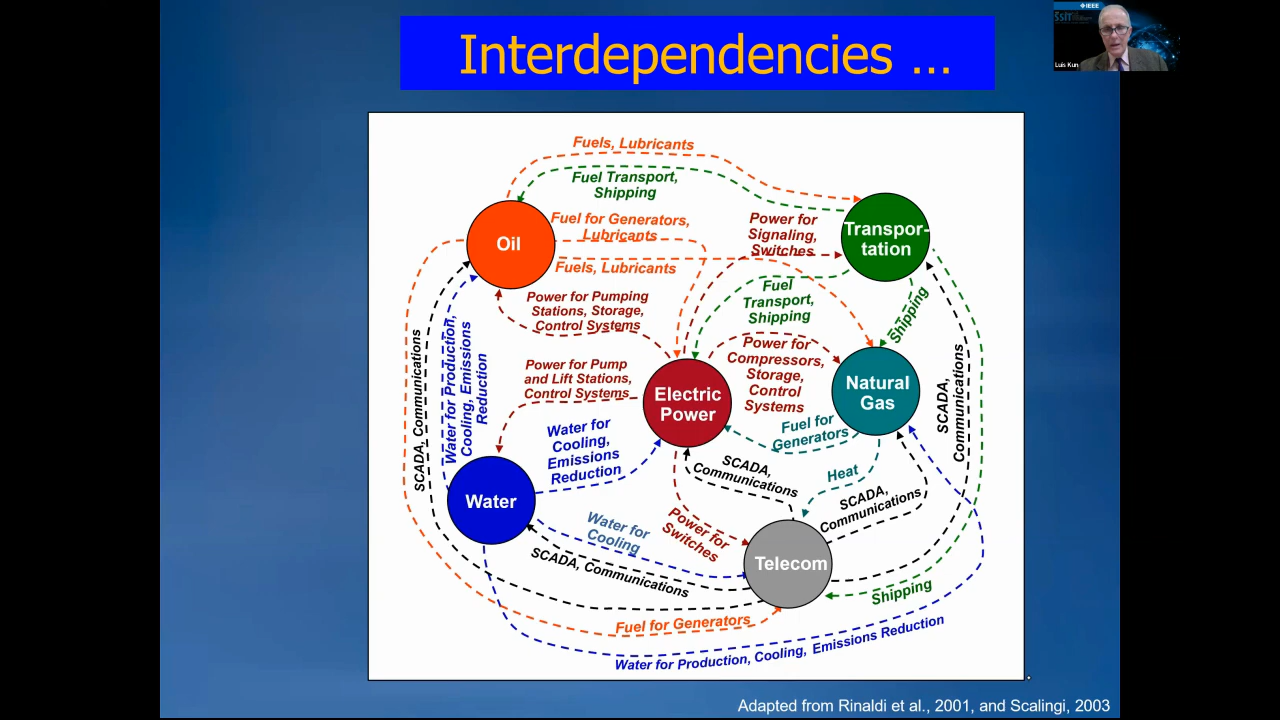 Interdependencies ...
IEEE
SSIT
Luis Kun
Fuels, Lubricants
Fuel Transport,
Shipping
Fuel for Generators,
Lubricants
Power for
Signaling,
Switches
Transpor-
tation
Oil
Fuels, Lubricants
Fuel
Transport,
Shipping
Shipping
Power for Pumping
Stations, Storage,
Control Systems
Power for
Compressors,
Storage,
Control
Systems
SCADA, Communications
Water for Production,
Cooling, Emissions
Reduction
Power for Pump
and Lift Stations,
Control Systems
Electric
Power
Natural
Gas
SCADA,
Communications
Water for
Cooling,
Emissions
Reduction
Fuel for
Generators
SCADA,
Communications
Heat
SCADA,
Communications
Water
Water for
Cooling
Power for
Switches
SCADA, Communications
Telecom
Shipping
Fuel for Generators
Water for Production, Cooling, Emissions Reduction
Adapted from Rinaldi et al., 2001, and Scalingi, 2003